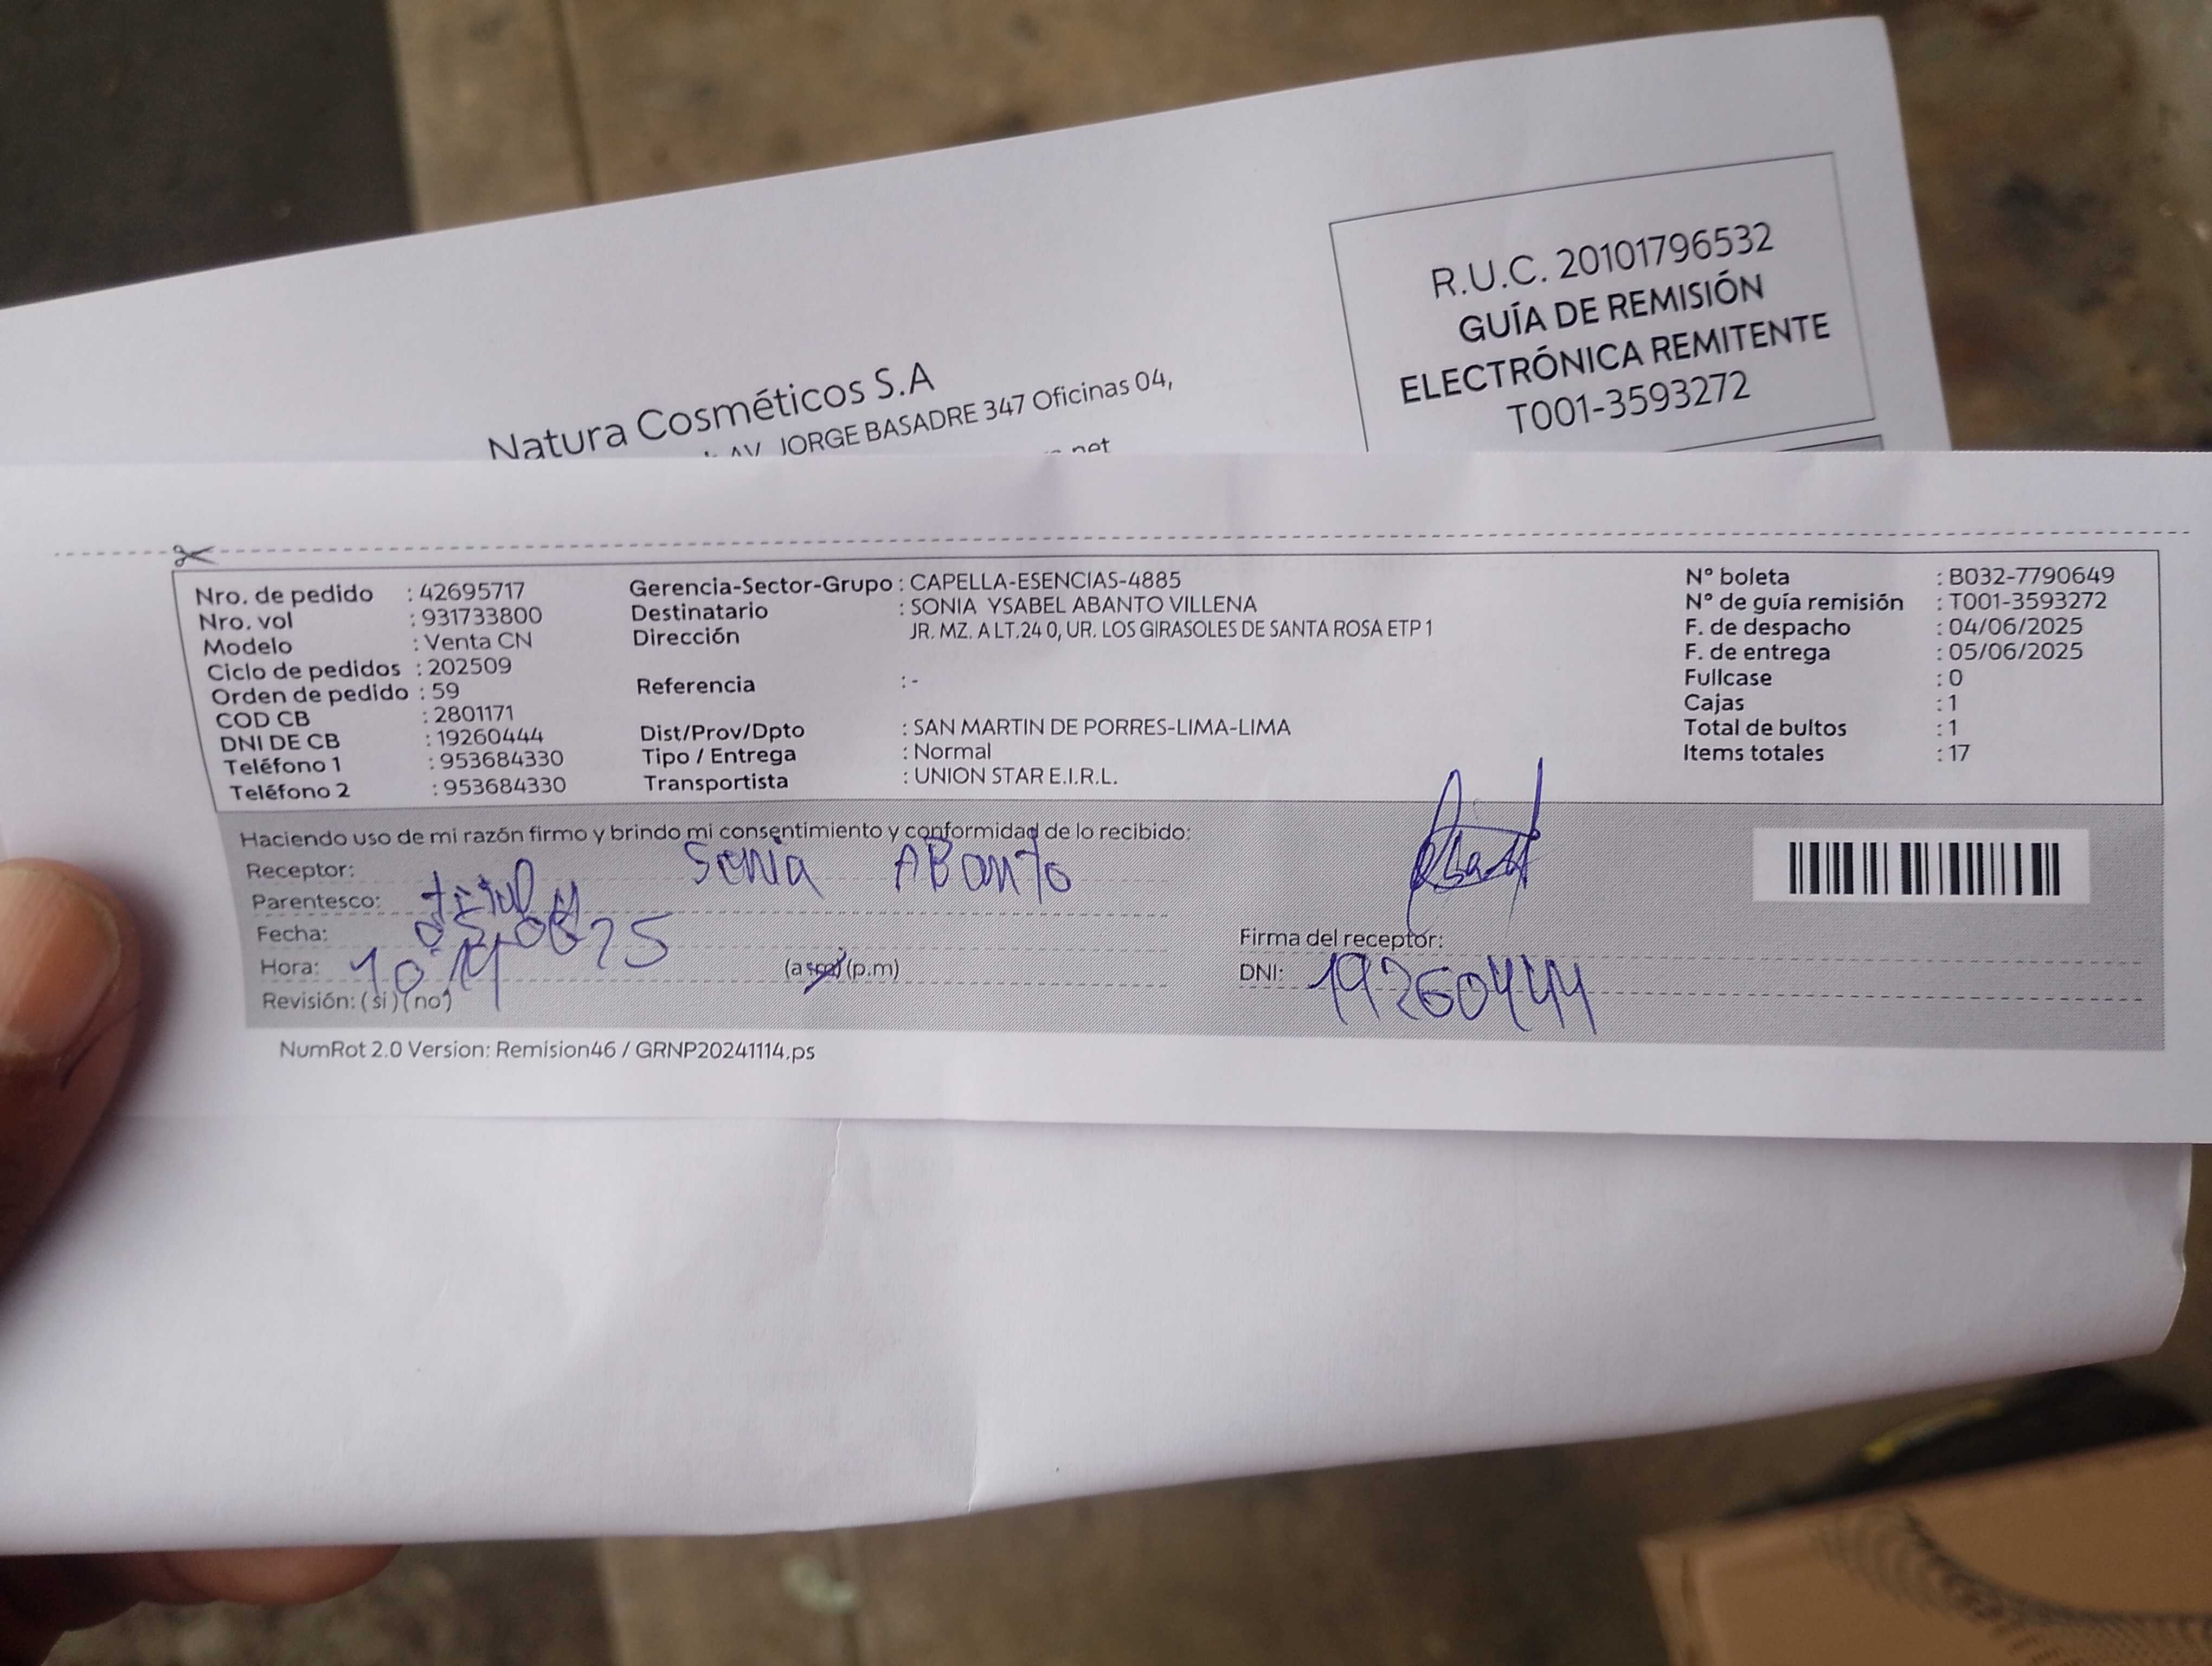 R.U.C. 20101796532
GUÍA DE REMISIÓN
ELECTRÓNICA REMITENTE
T001-3593272
Natura Cosméticos S.A
AV. JORGE BASADRE 347 Oficinas 04,
net
Nro. de pedido : 42695717
Nro. vol : 931733800
Modelo : Venta CN
Ciclo de pedidos : 202509
Orden de pedido : 59
COD CB : 2801171
DNI DE CB : 19260444
Teléfono 1 : 953684330
Teléfono 2 : 953684330
Gerencia-Sector-Grupo : CAPELLA-ESENCIAS-4885
Destinatario : SONIA YSABEL ABANTO VILLENA
Dirección JR. MZ. A LT.24 0, UR. LOS GIRASOLES DE SANTA ROSA ETP 1
Referencia : -
Dist/Prov/Dpto : SAN MARTIN DE PORRES-LIMA-LIMA
Tipo / Entrega : Normal
Transportista : UNION STAR E.I.R.L.
N° boleta : B032-7790649
N° de guía remisión : T001-3593272
F. de despacho : 04/06/2025
F. de entrega : 05/06/2025
Fullcase : 0
Cajas : 1
Total de bultos : 1
Items totales : 17
Haciendo uso de mi razón firmo y brindo mi consentimiento y conformidad de lo recibido:
Receptor: Sonia ABanto
Parentesco:
Fecha: 05 06 25
Hora: 10 (p.m)
Revisión: (si) (no)
Firma del receptor:
DNI: 19260444
NumRot 2.0 Version: Remision46 / GRNP20241114.ps